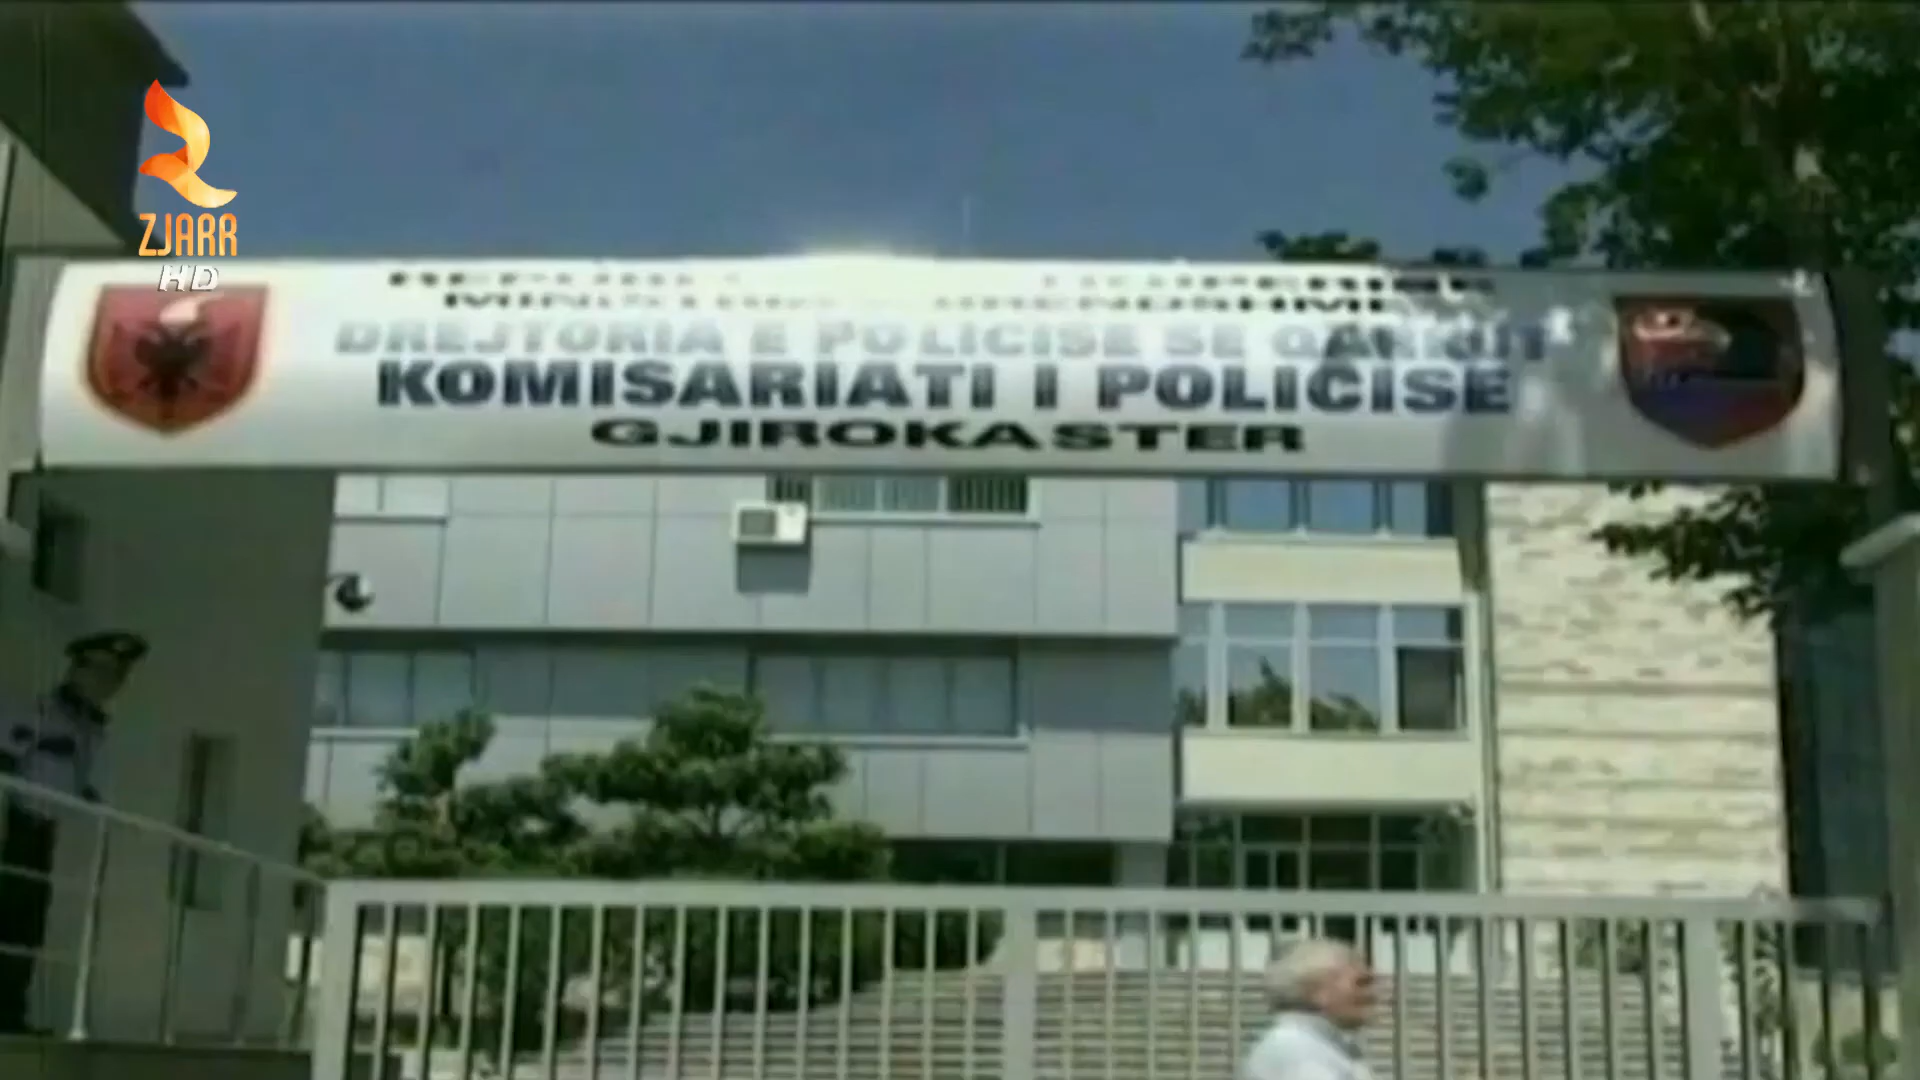 ZJARR
HD
DREJTORIA E POLICISE SE QARKUT
KOMISARIATI I POLICISE
GJIROKASTER